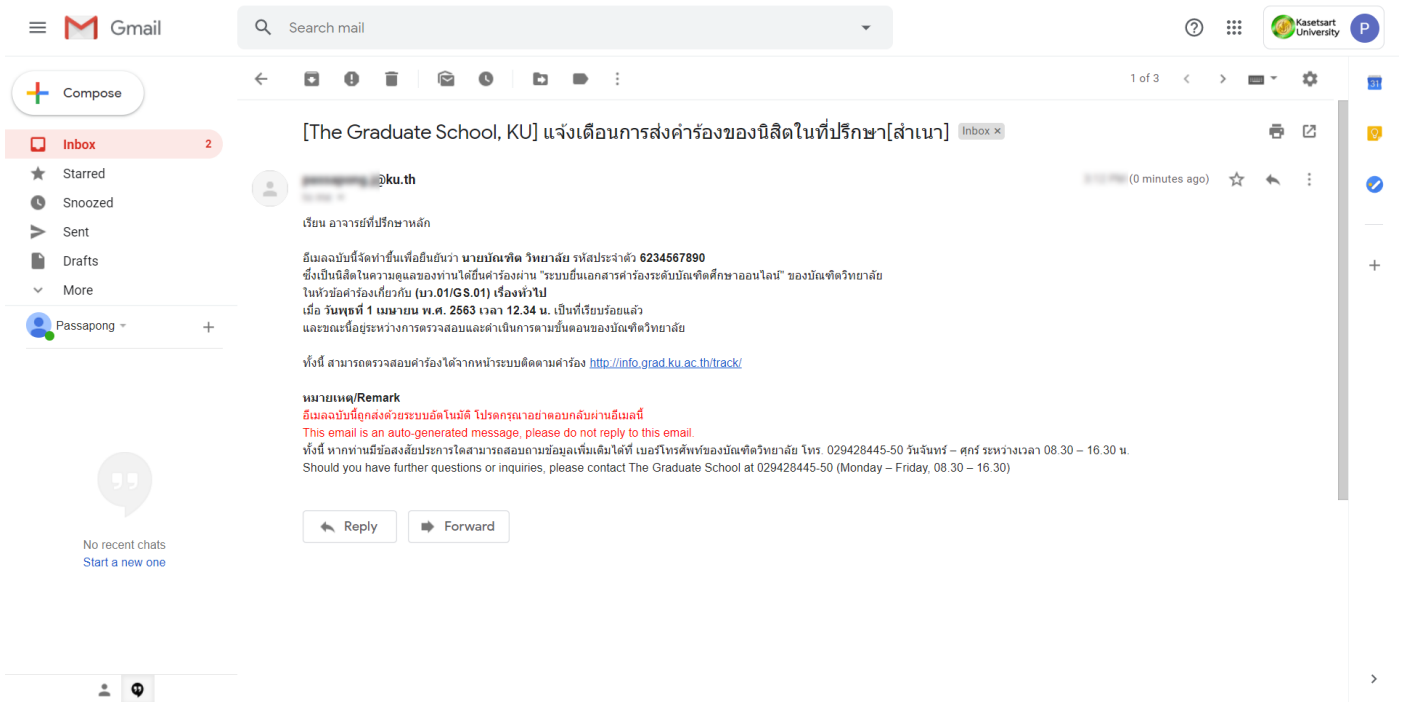 Gmail
Search mail
Kasetsart
University
P
Compose
1 of 3
31
Inbox
2
Starred
Snoozed
Sent
Drafts
More
Passapong
No recent chats
Start a new one
[The Graduate School, KU] แจ้งเตือนการส่งคำร้องของนิสิตในที่ปรึกษา[สำเนา] Inbox ×
@ku.th
(0 minutes ago)
เรียน อาจารย์ที่ปรึกษาหลัก
อีเมลฉบับนี้จัดทำขึ้นเพื่อยืนยันว่า นายบัณฑิต วิทยาลัย รหัสประจำตัว 6234567890
ซึ่งเป็นนิสิตในความดูแลของท่านได้ยื่นคำร้องผ่าน "ระบบยื่นเอกสารคำร้องระดับบัณฑิตศึกษาออนไลน์" ของบัณฑิตวิทยาลัย
ในหัวข้อคำร้องเกี่ยวกับ (บว.01/GS.01) เรื่องทั่วไป
เมื่อ วันพุธที่ 1 เมษายน พ.ศ. 2563 เวลา 12.34 น. เป็นที่เรียบร้อยแล้ว
และขณะนี้อยู่ระหว่างการตรวจสอบและดำเนินการตามขั้นตอนของบัณฑิตวิทยาลัย
ทั้งนี้ สามารถตรวจสอบคำร้องได้จากหน้าระบบติดตามคำร้อง http://info.grad.ku.ac.th/track/
หมายเหตุ/Remark
อีเมลฉบับนี้ถูกส่งด้วยระบบอัตโนมัติ โปรดกรุณาอย่าตอบกลับผ่านอีเมลนี้
This email is an auto-generated message, please do not reply to this email.
ทั้งนี้ หากท่านมีข้อสงสัยประการใดสามารถสอบถามข้อมูลเพิ่มเติมได้ที่ เบอร์โทรศัพท์ของบัณฑิตวิทยาลัย โทร. 029428445-50 วันจันทร์ – ศุกร์ ระหว่างเวลา 08.30 – 16.30 น.
Should you have further questions or inquiries, please contact The Graduate School at 029428445-50 (Monday – Friday, 08.30 – 16.30)
Reply
Forward